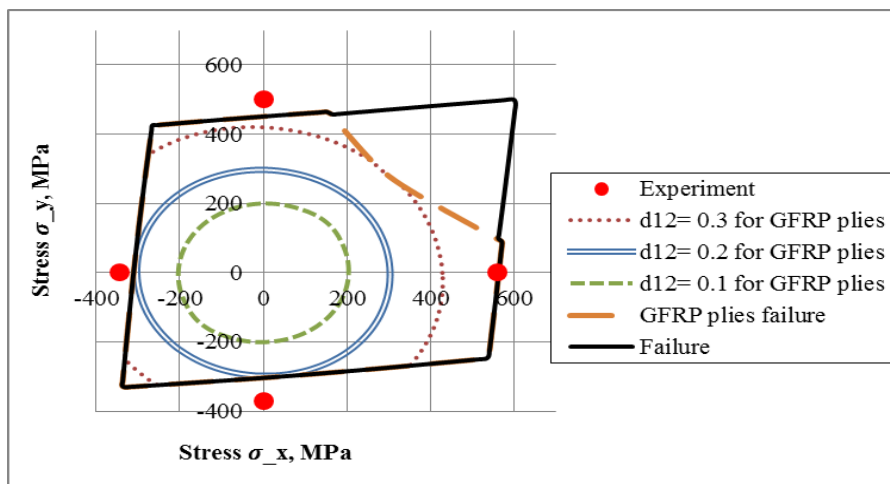 600
400
200
0
-200
-400
-400 -200 0 200 400 600
Stress σ_y, MPa
Stress σ_x, MPa
Experiment
d12= 0.3 for GFRP plies
d12= 0.2 for GFRP plies
d12= 0.1 for GFRP plies
GFRP plies failure
Failure